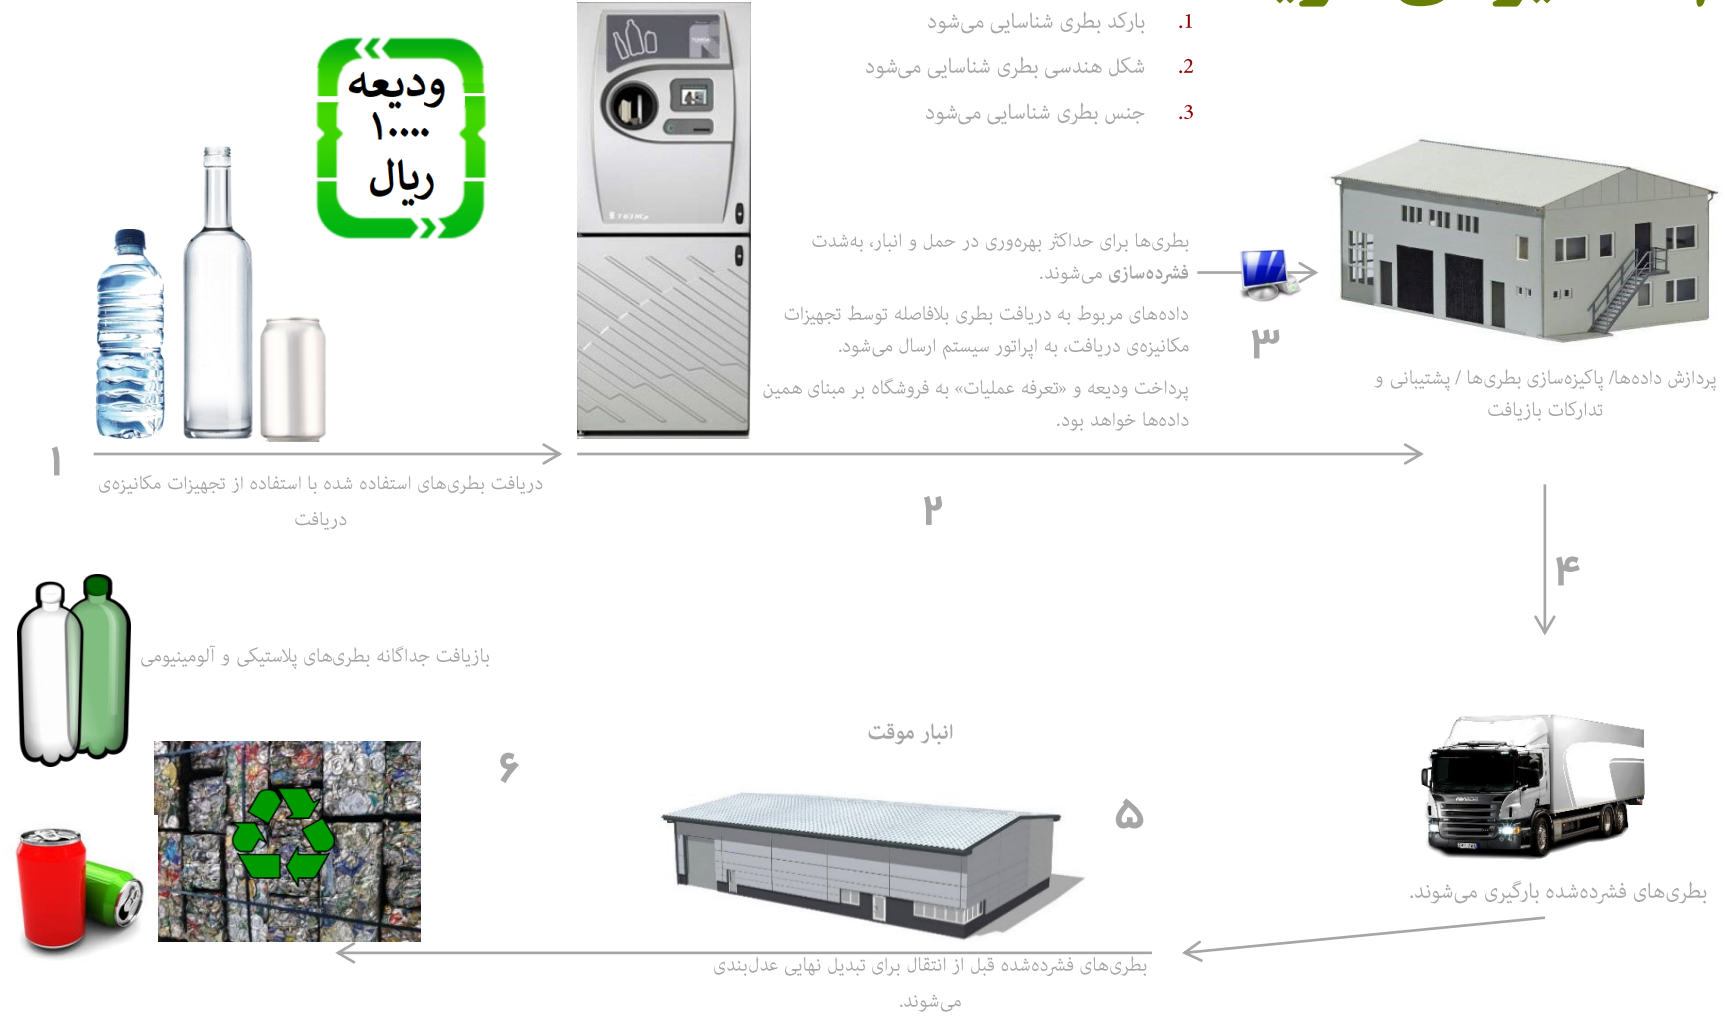 1. بارکد بطری شناسایی می‌شود
2. شکل هندسی بطری شناسایی می‌شود
3. جنس بطری شناسایی می‌شود
ودیعه
۱۰۰۰۰
ریال
بطری‌ها برای حداکثر بهره‌وری در حمل و انبار، به‌شدت
فشرده‌سازی می‌شوند.
داده‌های مربوط به دریافت بطری بلافاصله توسط تجهیزات
مکانیزه‌ی دریافت، به اپراتور سیستم ارسال می‌شود.
پرداخت ودیعه و «تعرفه عملیات» به فروشگاه بر مبنای همین
داده‌ها خواهد بود.
۳
پردازش داده‌ها/ پاکیزه‌سازی بطری‌ها / پشتیبانی و
تدارکات بازیافت
۱
دریافت بطری‌های استفاده شده با استفاده از تجهیزات مکانیزه‌ی
دریافت
۲
۴
بطری‌های فشرده‌شده بارگیری می‌شوند.
۵
انبار موقت
بطری‌های فشرده‌شده قبل از انتقال برای تبدیل نهایی عدل‌بندی
می‌شوند.
۶
بازیافت جداگانه بطری‌های پلاستیکی و آلومینیومی